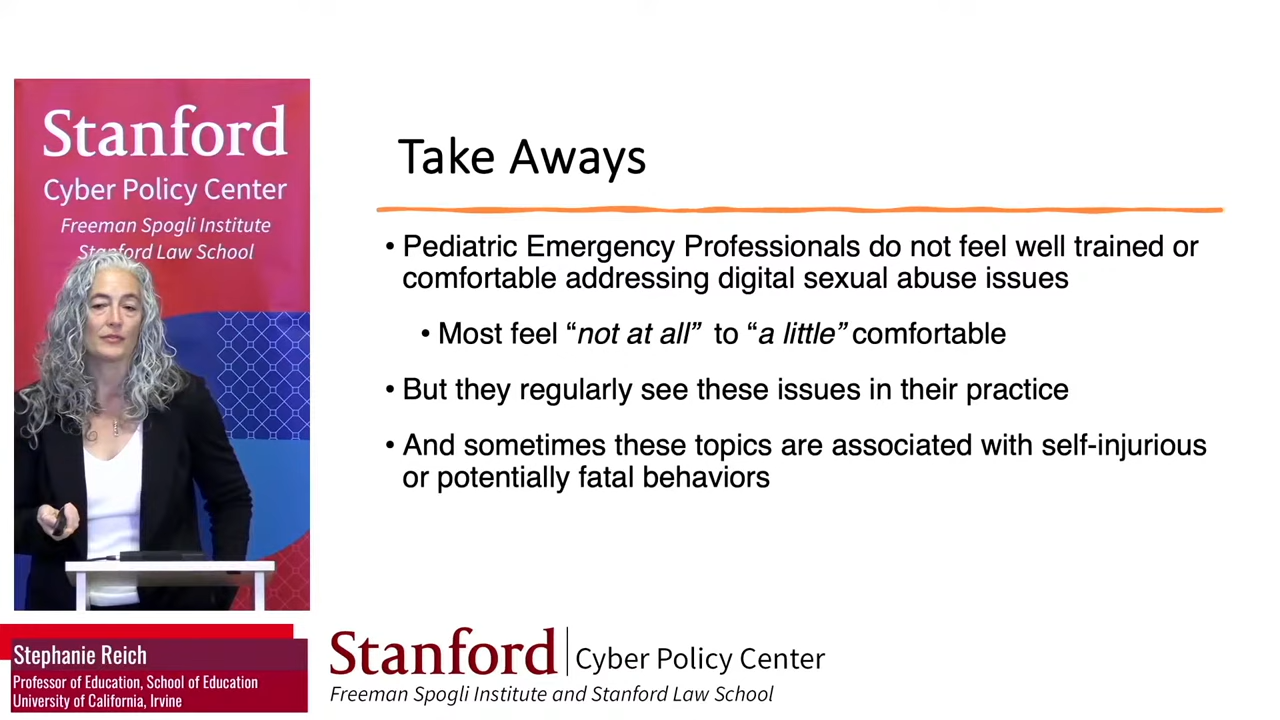 Stanford
Cyber Policy Center
Freeman Spogli Institute
Stanford Law School
Take Aways
• Pediatric Emergency Professionals do not feel well trained or
comfortable addressing digital sexual abuse issues
• Most feel “not at all” to “a little” comfortable
• But they regularly see these issues in their practice
• And sometimes these topics are associated with self-injurious
or potentially fatal behaviors
Stephanie Reich
Professor of Education, School of Education
University of California, Irvine
Stanford | Cyber Policy Center
Freeman Spogli Institute and Stanford Law School